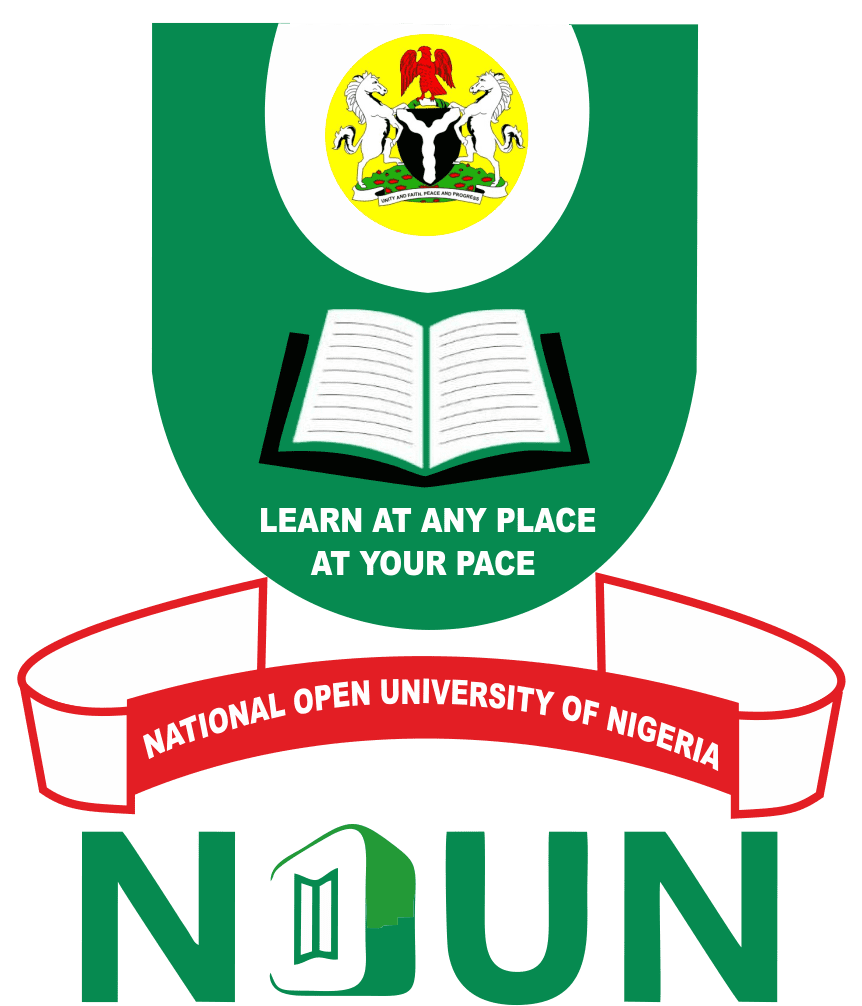 UNITY AND FAITH, PEACE AND PROGRESS
LEARN AT ANY PLACE
AT YOUR PACE
NATIONAL OPEN UNIVERSITY OF NIGERIA
NOUN